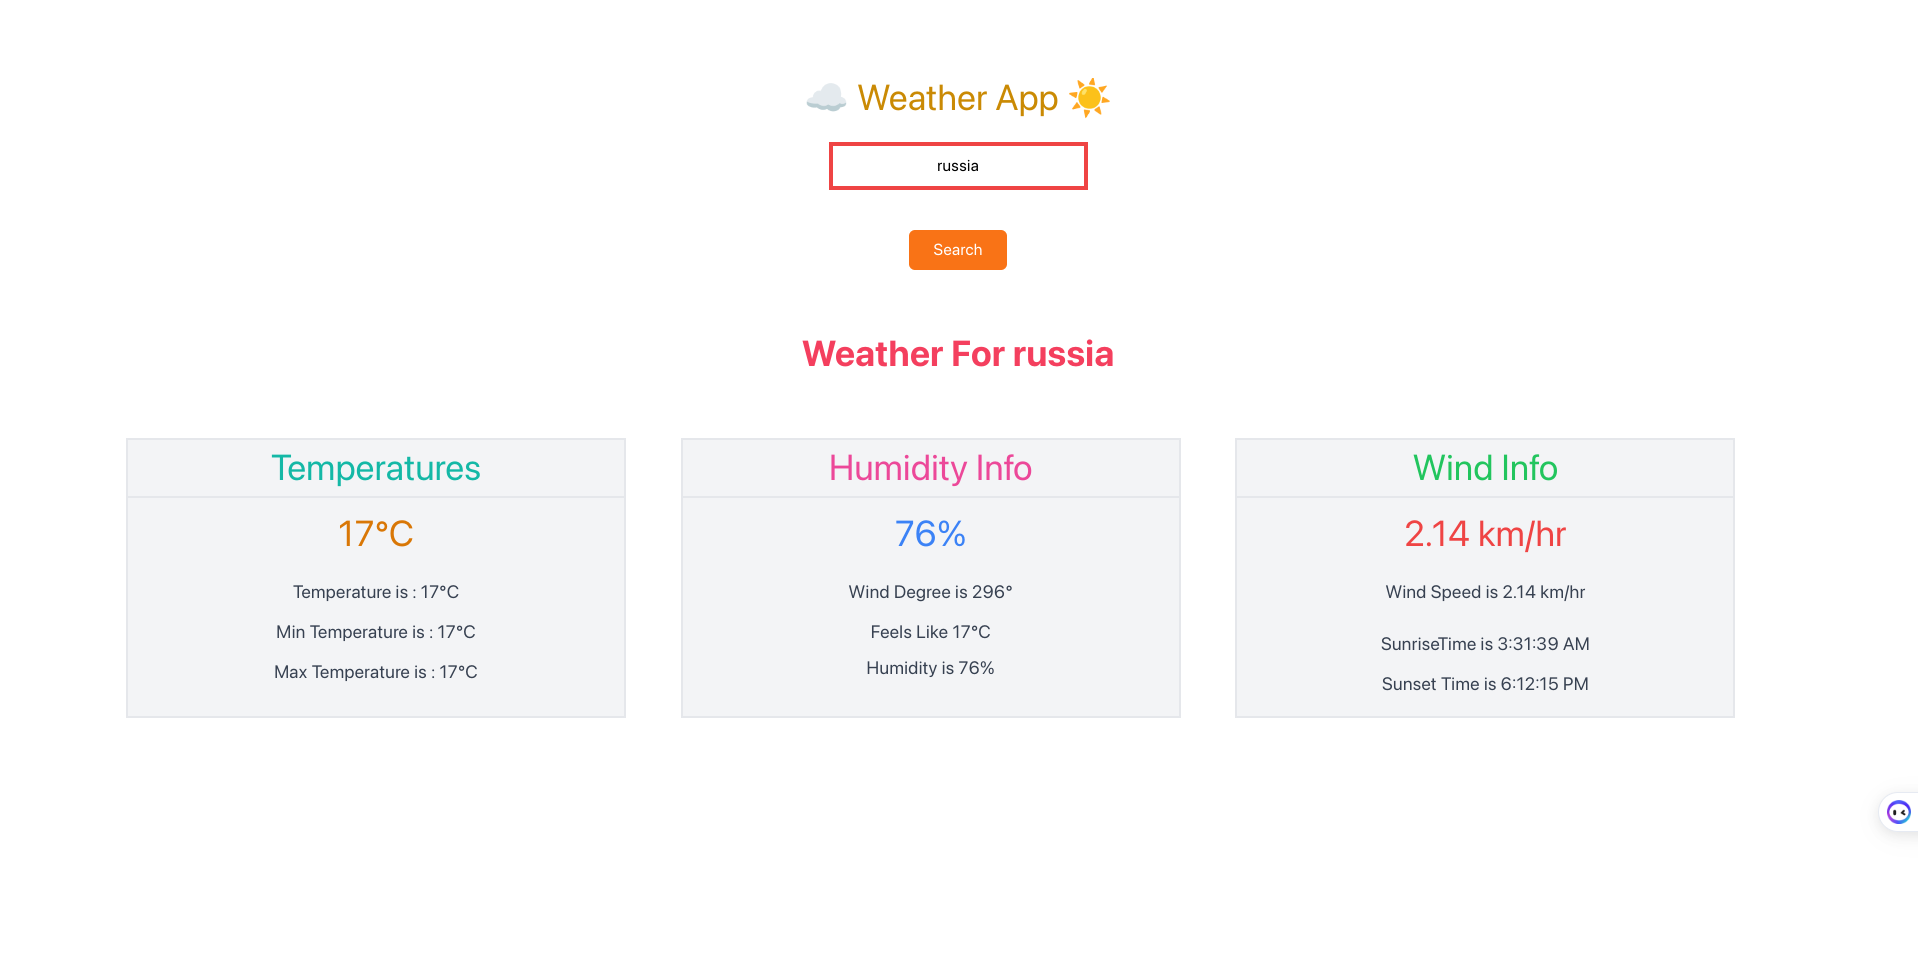 ☁️ Weather App ☀️
russia
Search
Weather For russia
Temperatures
17°C
Temperature is : 17°C
Min Temperature is : 17°C
Max Temperature is : 17°C
Humidity Info
76%
Wind Degree is 296°
Feels Like 17°C
Humidity is 76%
Wind Info
2.14 km/hr
Wind Speed is 2.14 km/hr
SunriseTime is 3:31:39 AM
Sunset Time is 6:12:15 PM